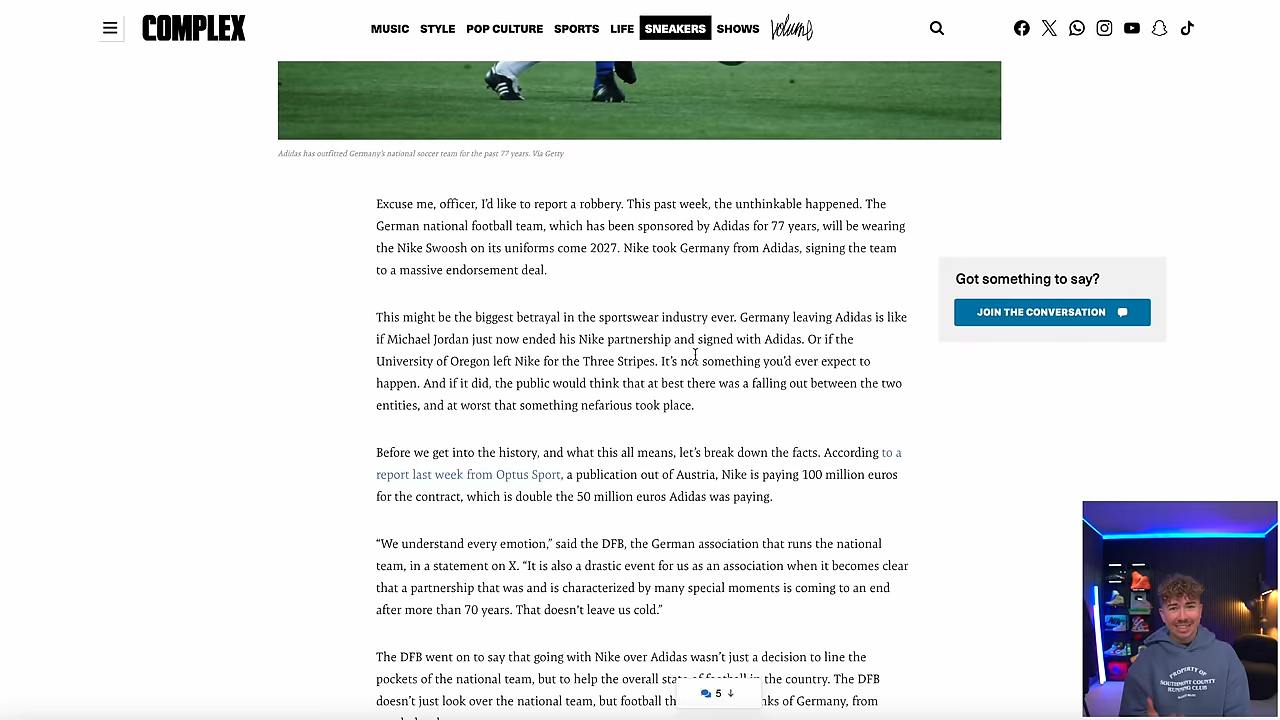 COMPLEX
MUSIC STYLE POP CULTURE SPORTS LIFE SNEAKERS SHOWS Volume
Adidas has outfitted Germany's national soccer team for the past 77 years. Via Getty
Excuse me, officer, I'd like to report a robbery. This past week, the unthinkable happened. The
German national football team, which has been sponsored by Adidas for 77 years, will be wearing
the Nike Swoosh on its uniforms come 2027. Nike took Germany from Adidas, signing the team
to a massive endorsement deal.
Got something to say?
JOIN THE CONVERSATION
This might be the biggest betrayal in the sportswear industry ever. Germany leaving Adidas is like
if Michael Jordan just now ended his Nike partnership and signed with Adidas. Or if the
University of Oregon left Nike for the Three Stripes. It's not something you'd ever expect to
happen. And if it did, the public would think that at best there was a falling out between the two
entities, and at worst that something nefarious took place.
Before we get into the history, and what this all means, let's break down the facts. According to a
report last week from Optus Sport, a publication out of Austria, Nike is paying 100 million euros
for the contract, which is double the 50 million euros Adidas was paying.
“We understand every emotion,” said the DFB, the German association that runs the national
team, in a statement on X. “It is also a drastic event for us as an association when it becomes clear
that a partnership that was and is characterized by many special moments is coming to an end
after more than 70 years. That doesn't leave us cold.”
The DFB went on to say that going with Nike over Adidas wasn't just a decision to line the
pockets of the national team, but to help the overall state of football in the country. The DFB
doesn't just look over the national team, but football th nks of Germany, from
5
PROPERTY OF
SOUTHMONT COUNTY
RUNNING CLUB